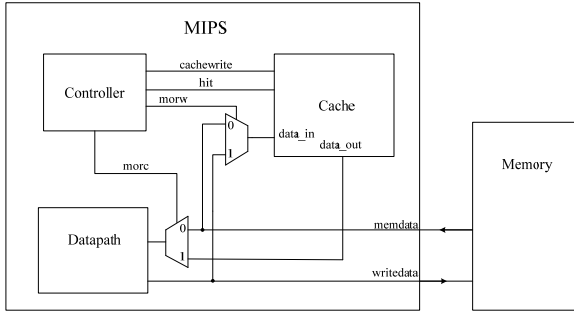 MIPS
cachewrite
hit
morw
Controller
Cache
0
1
data_in
data_out
Memory
morc
Datapath
0
1
memdata
writedata